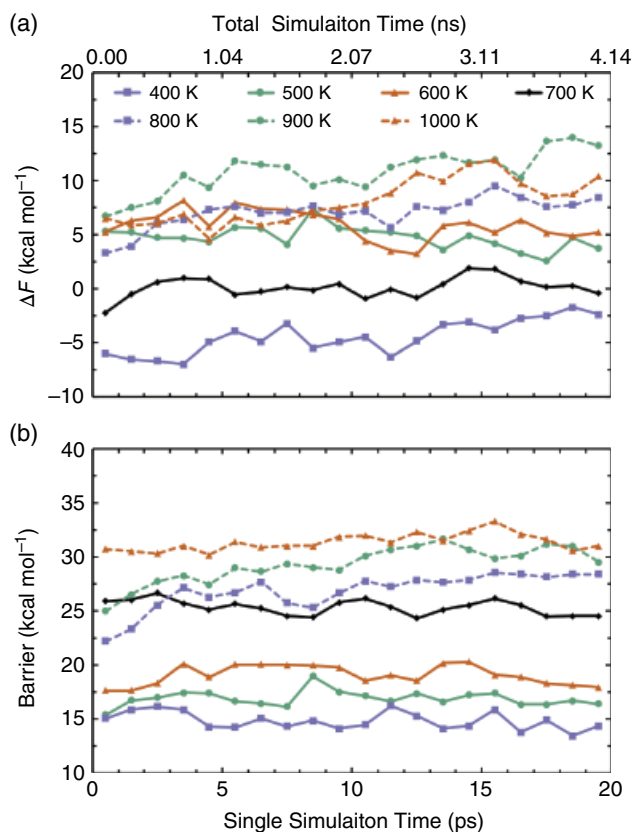 (a)
Total Simulaiton Time (ns)
0.00 1.04 2.07 3.11 4.14
20
400 K 500 K 600 K 700 K
800 K 900 K 1000 K
15
10
5
0
−5
−10
ΔF (kcal mol⁻¹)
(b)
40
35
30
25
20
15
10
Barrier (kcal mol⁻¹)
0 5 10 15 20
Single Simulaiton Time (ps)